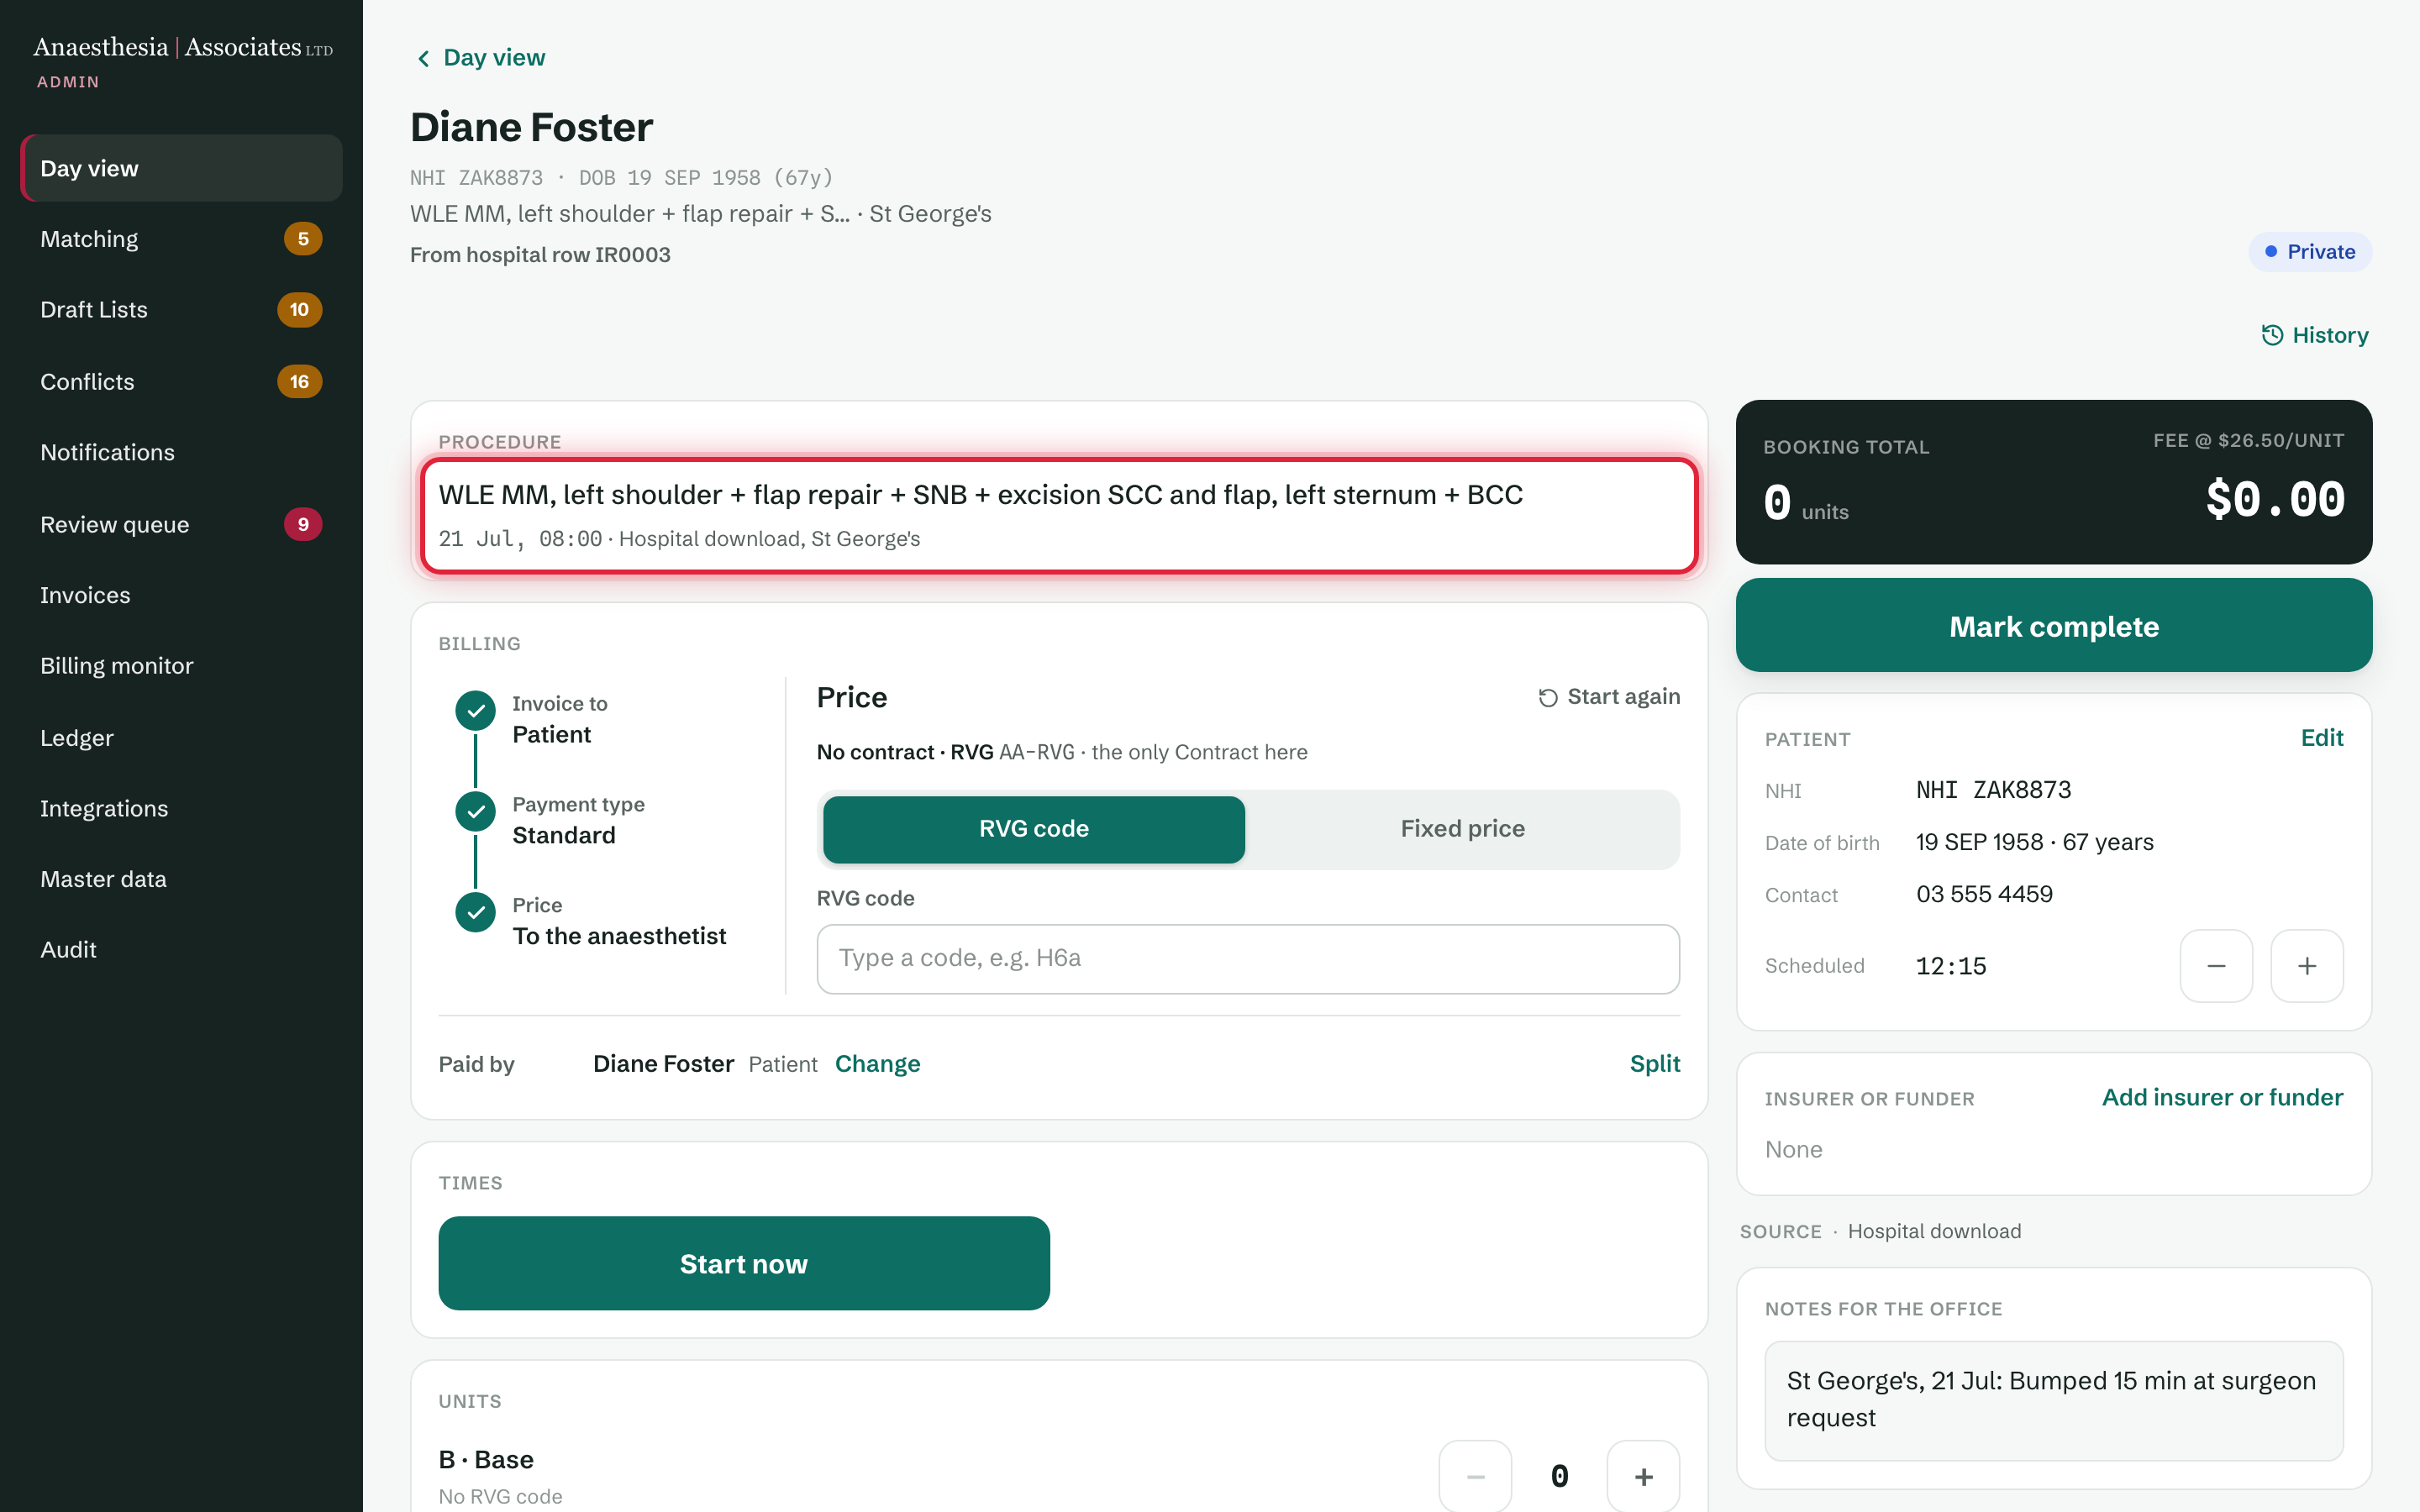 Anaesthesia | Associates LTD
ADMIN
Day view
Matching 5
Draft Lists 10
Conflicts 16
Notifications
Review queue 9
Invoices
Billing monitor
Ledger
Integrations
Master data
Audit
Day view
Diane Foster
NHI ZAK8873 · DOB 19 SEP 1958 (67y)
WLE MM, left shoulder + flap repair + S... · St George's
From hospital row IR0003
Private
History
PROCEDURE
WLE MM, left shoulder + flap repair + SNB + excision SCC and flap, left sternum + BCC
21 Jul, 08:00 · Hospital download, St George's
BILLING
Invoice to
Patient
Payment type
Standard
Price
To the anaesthetist
Price
Start again
No contract · RVG AA-RVG · the only Contract here
RVG code
Fixed price
RVG code
Type a code, e.g. H6a
Paid by Diane Foster Patient Change Split
TIMES
Start now
UNITS
B · Base
No RVG code
− 0 +
BOOKING TOTAL
FEE @ $26.50/UNIT
0 units
$0.00
Mark complete
PATIENT Edit
NHI NHI ZAK8873
Date of birth 19 SEP 1958 · 67 years
Contact 03 555 4459
Scheduled 12:15 − +
INSURER OR FUNDER Add insurer or funder
None
SOURCE · Hospital download
NOTES FOR THE OFFICE
St George's, 21 Jul: Bumped 15 min at surgeon
request